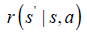 r(s' | s, a)